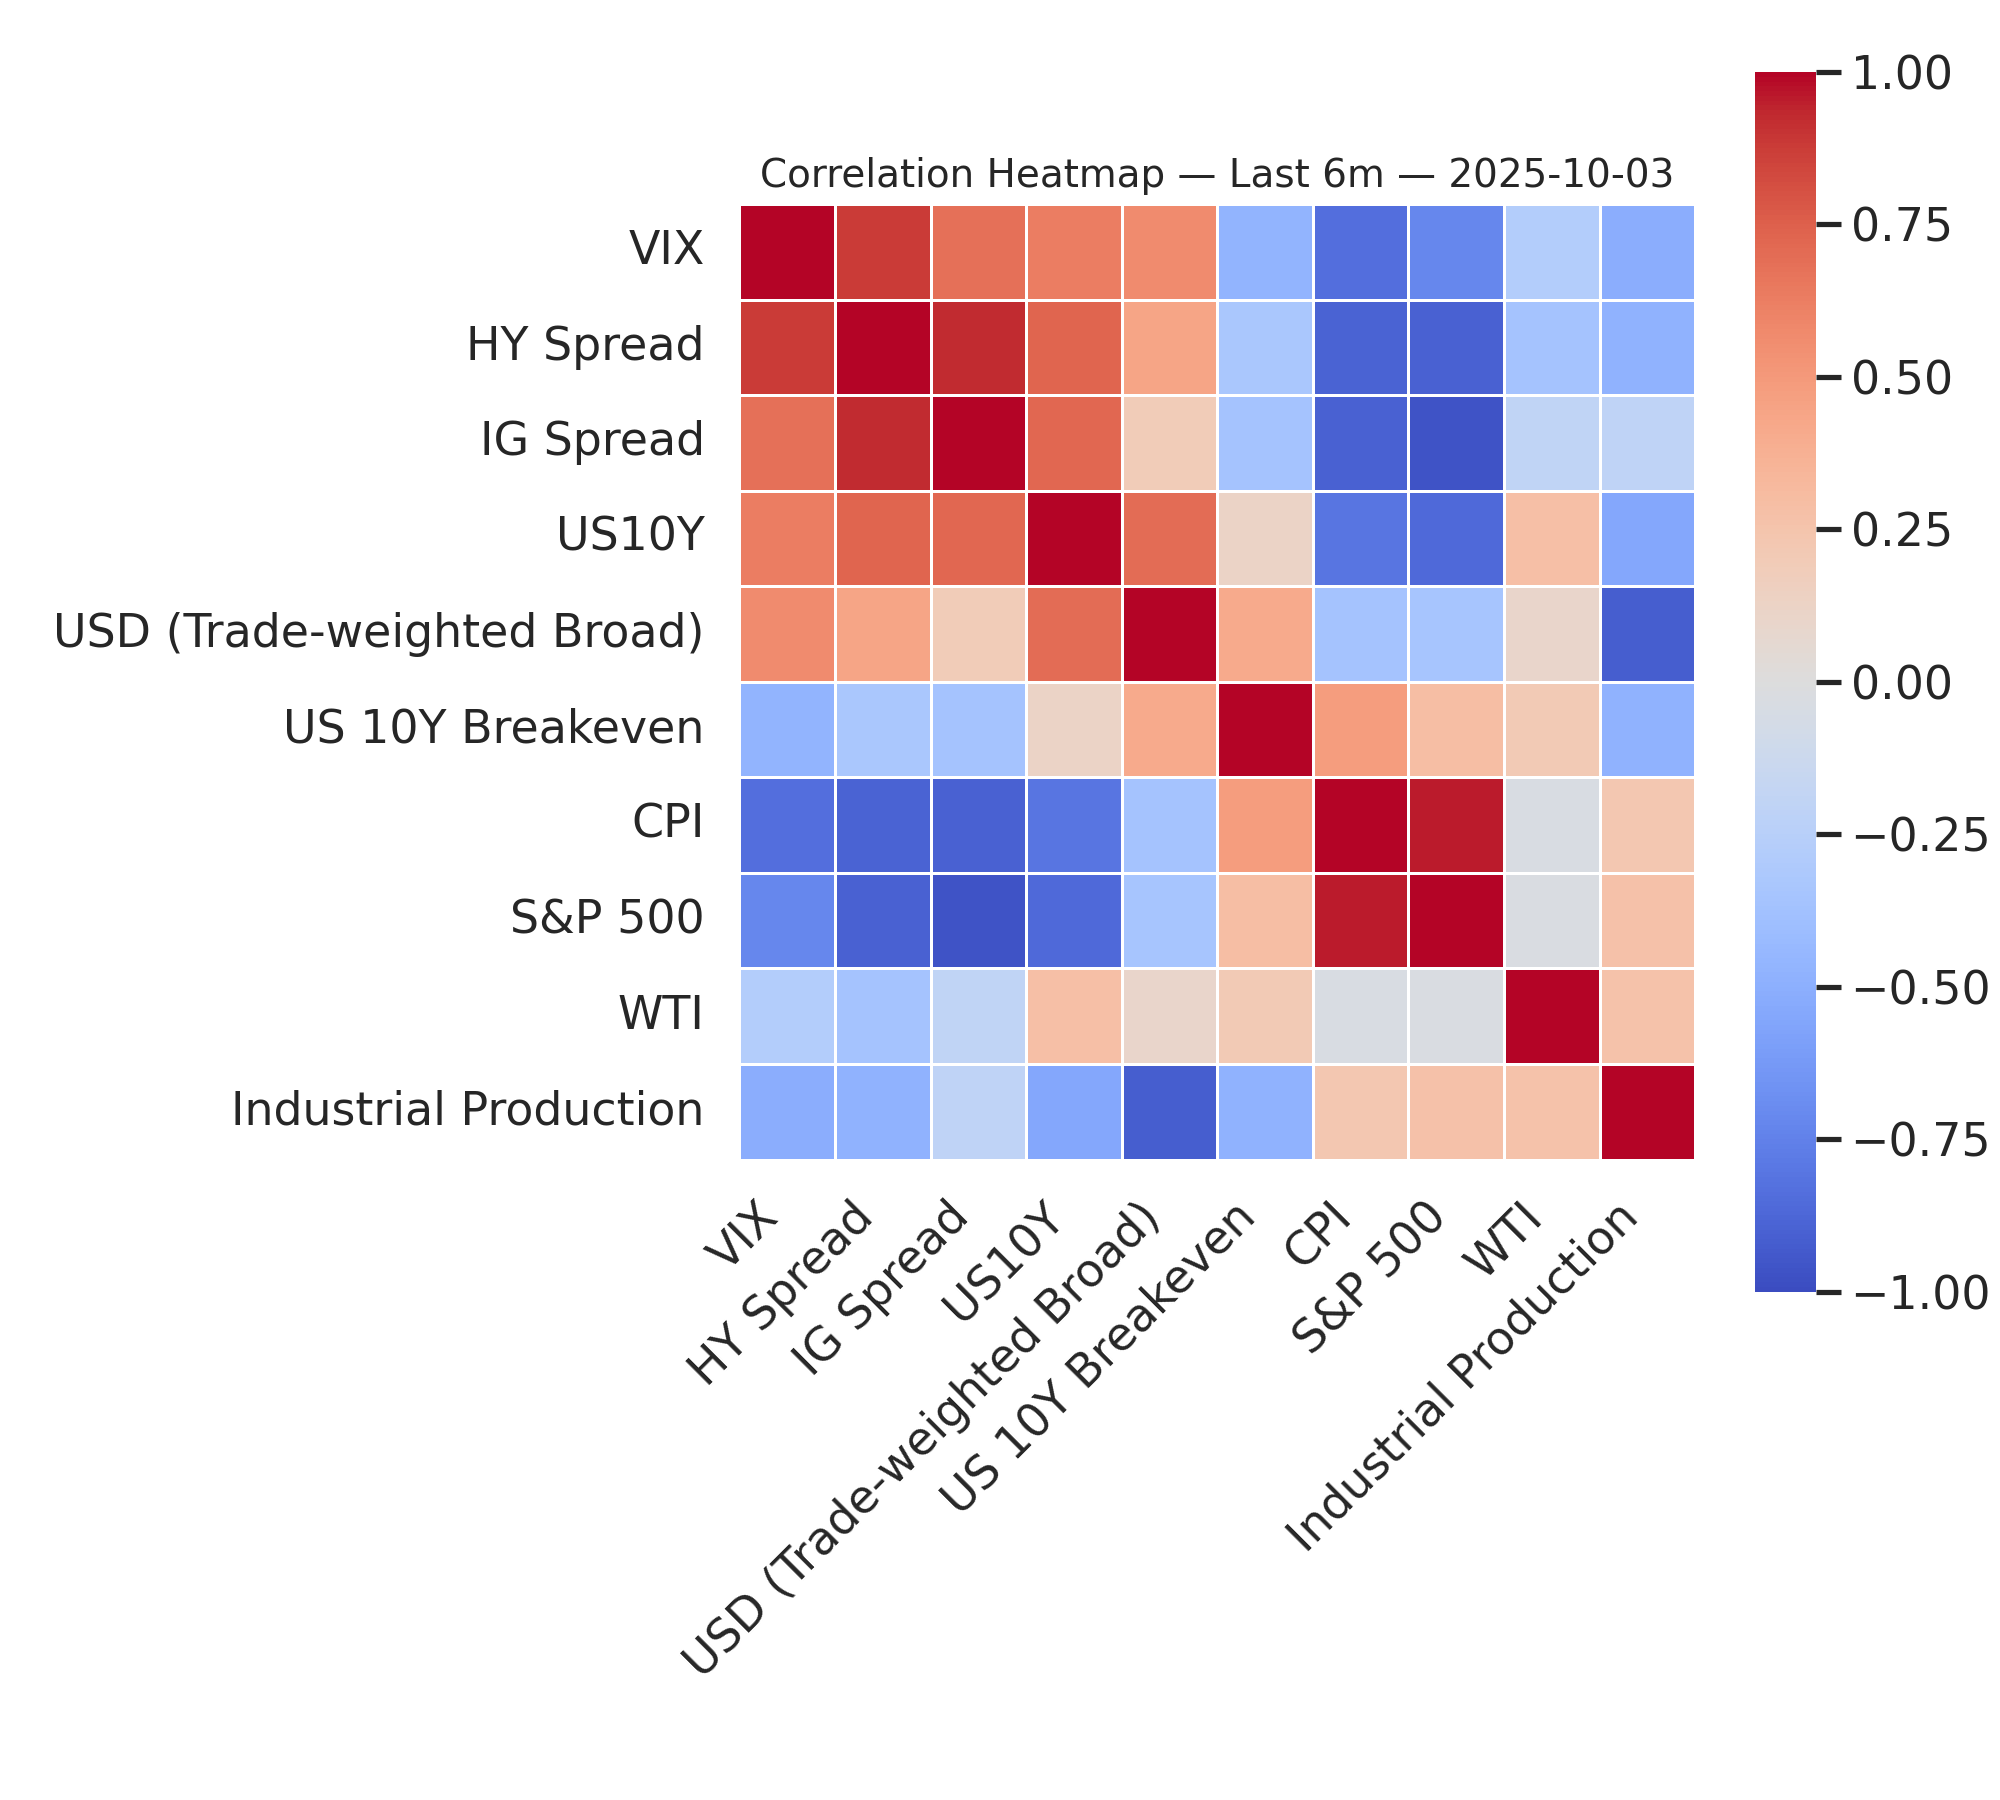 Correlation Heatmap — Last 6m — 2025-10-03
VIX
HY Spread
IG Spread
US10Y
USD (Trade-weighted Broad)
US 10Y Breakeven
CPI
S&P 500
WTI
Industrial Production
VIX
HY Spread
IG Spread
US10Y
USD (Trade-weighted Broad)
US 10Y Breakeven
CPI
S&P 500
WTI
Industrial Production
1.00
0.75
0.50
0.25
0.00
−0.25
−0.50
−0.75
−1.00